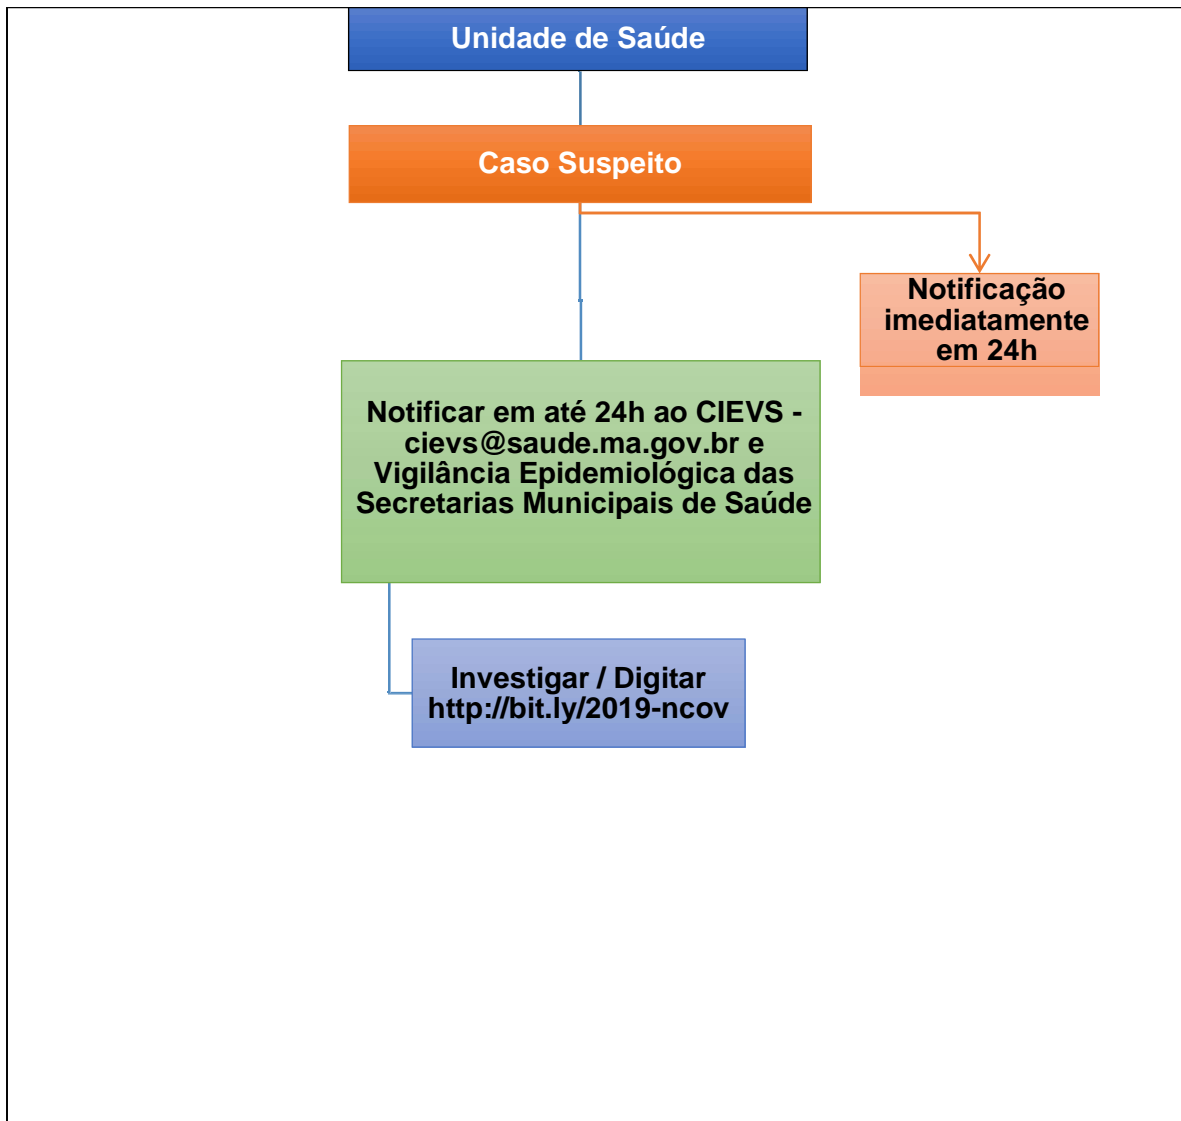 Unidade de Saúde
Caso Suspeito
Notificação
imediatamente
em 24h
Notificar em até 24h ao CIEVS -
cievs@saude.ma.gov.br e
Vigilância Epidemiológica das
Secretarias Municipais de Saúde
Investigar / Digitar
http://bit.ly/2019-ncov